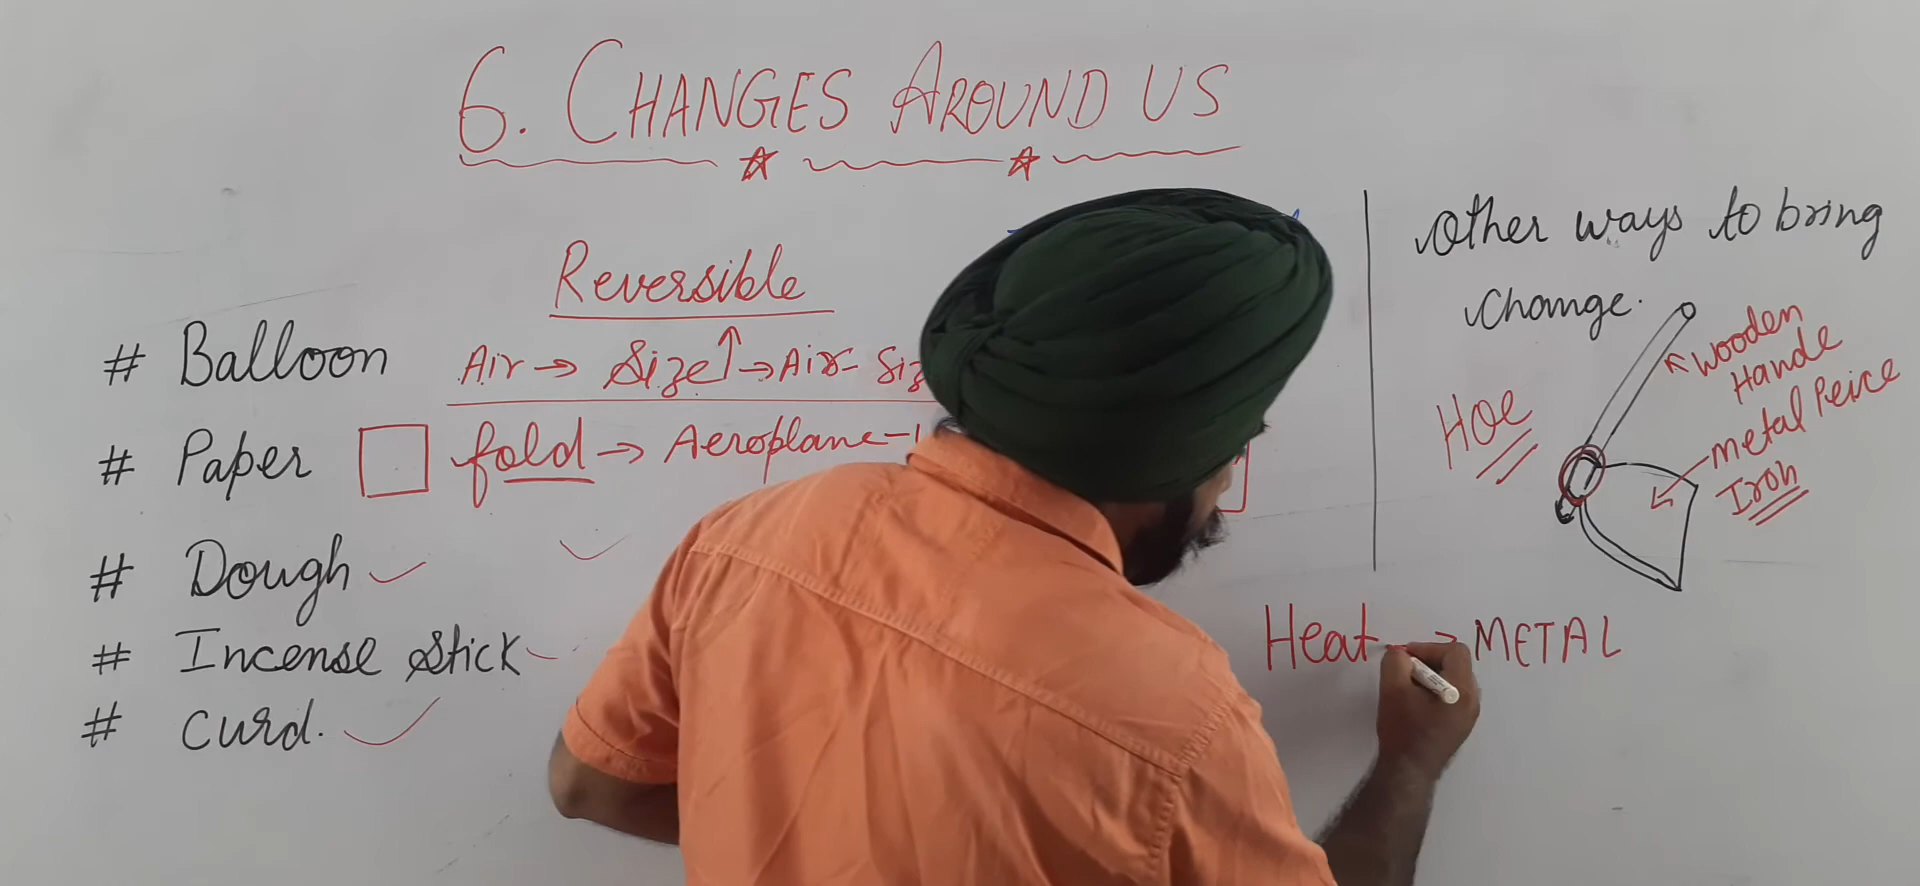 6. CHANGES AROUND US
Reversible
# Balloon Air → Size↑ → Air- Siz
# Paper fold → Aeroplane-
# Dough
# Incense Stick
# Curd.
Other ways to bring
Change.
Wooden
Hande
Metal Peice
Iron
HOE
Heat → METAL